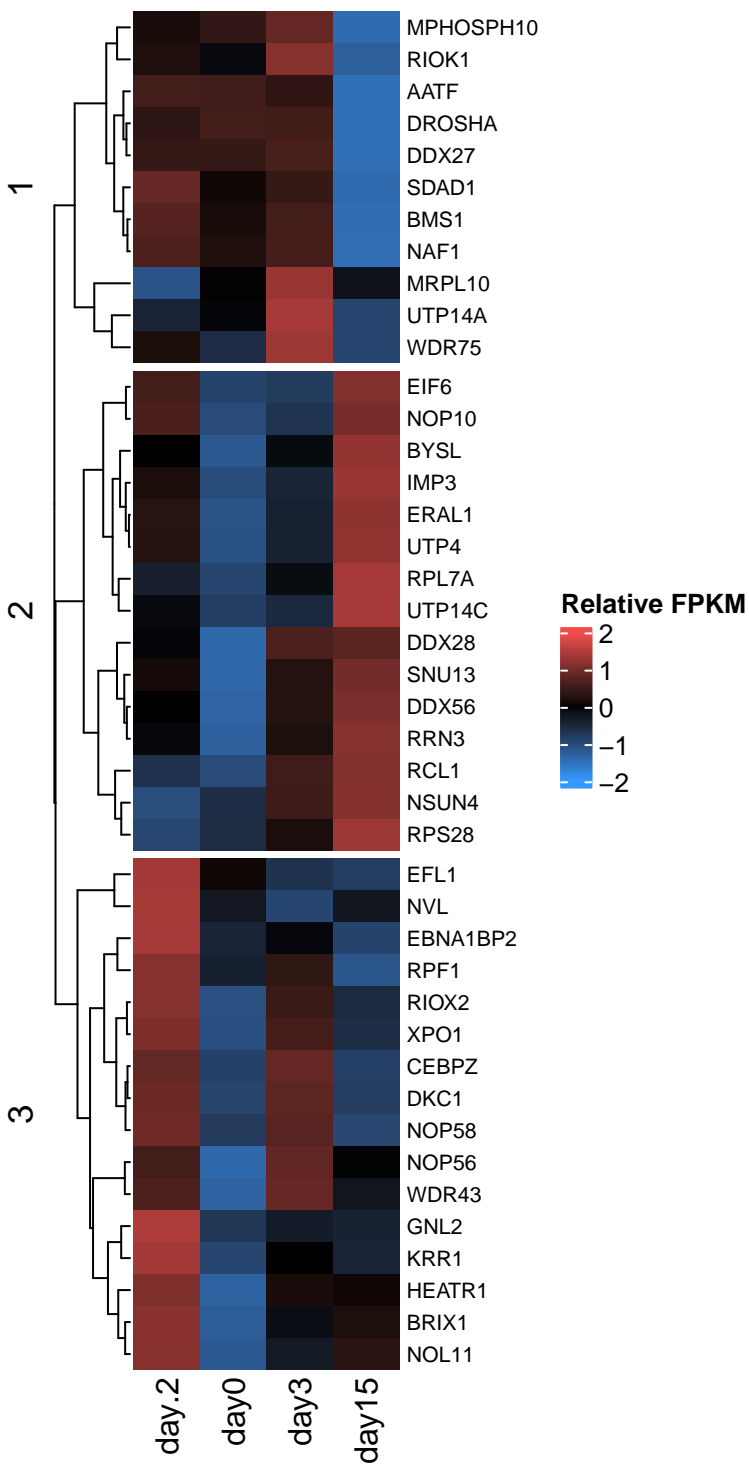 1
MPHOSPH10
RIOK1
AATF
DROSHA
DDX27
SDAD1
BMS1
NAF1
MRPL10
UTP14A
WDR75
2
EIF6
NOP10
BYSL
IMP3
ERAL1
UTP4
RPL7A
UTP14C
DDX28
SNU13
DDX56
RRN3
RCL1
NSUN4
RPS28
3
EFL1
NVL
EBNA1BP2
RPF1
RIOX2
XPO1
CEBPZ
DKC1
NOP58
NOP56
WDR43
GNL2
KRR1
HEATR1
BRIX1
NOL11
day.2
day0
day3
day15
Relative FPKM
2
1
0
−1
−2